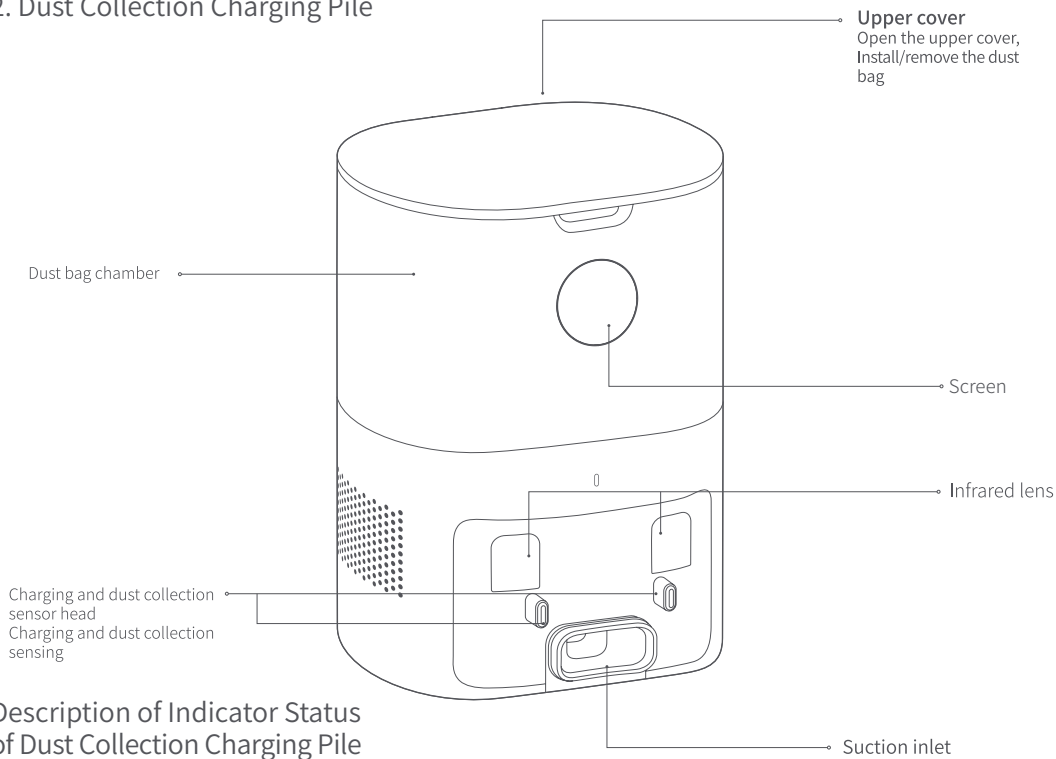 2. Dust Collection Charging Pile
Upper cover
Open the upper cover,
Install/remove the dust
bag
Dust bag chamber
Screen
Infrared lens
Charging and dust collection
sensor head
Charging and dust collection
sensing
Suction inlet
Description of Indicator Status
of Dust Collection Charging Pile